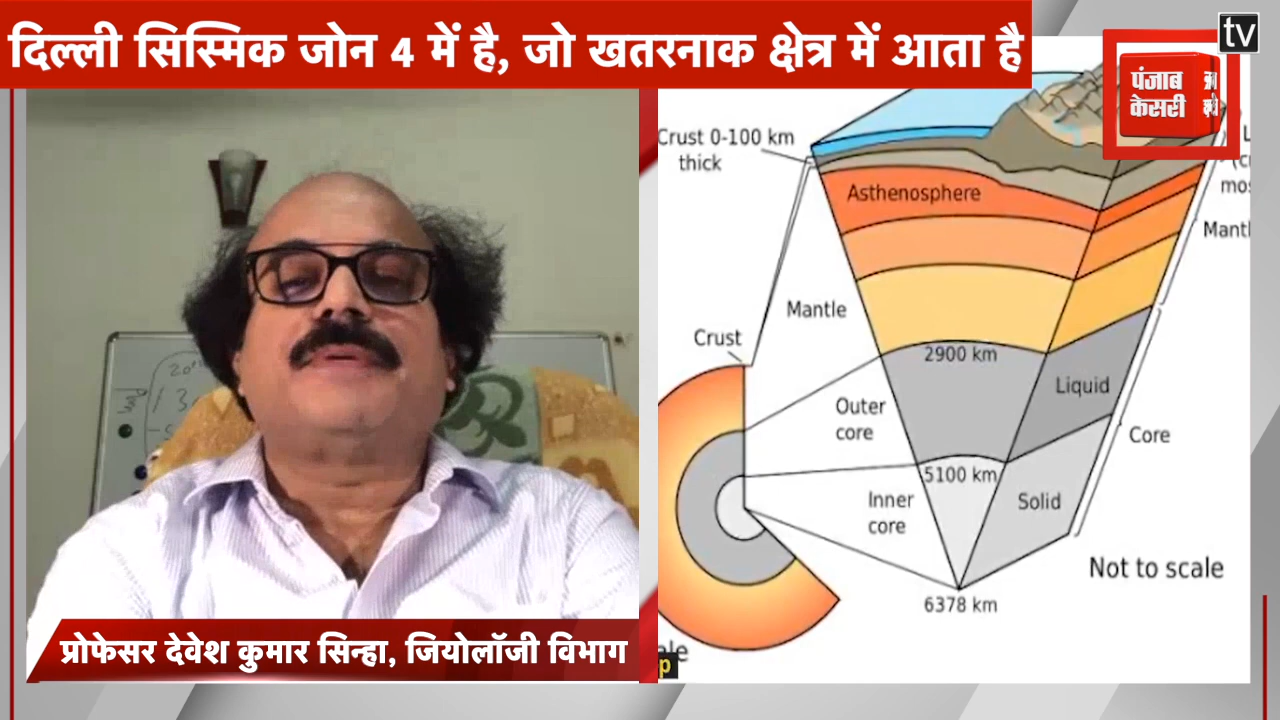 दिल्ली सिस्मिक जोन 4 में है, जो खतरनाक क्षेत्र में आता है
tv
पंजाब
केसरी
Crust 0-100 km
thick
Asthenosphere
Mantle
Crust
2900 km
Liquid
Outer
core
Core
5100 km
Inner
core
Solid
Not to scale
6378 km
प्रोफेसर देवेश कुमार सिन्हा, जियोलॉजी विभाग